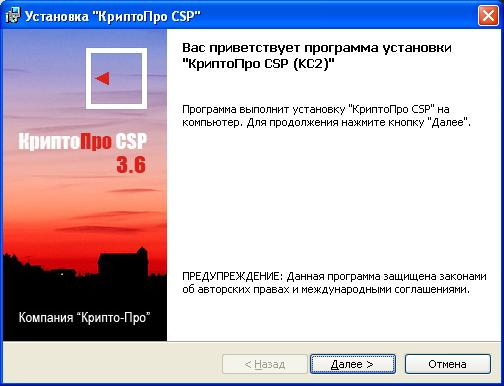 Установка "КриптоПро CSP"
Вас приветствует программа установки
"КриптоПро CSP (KC2)"
Программа выполнит установку "КриптоПро CSP" на
компьютер. Для продолжения нажмите кнопку "Далее".
КриптоПро CSP
3.6
ПРЕДУПРЕЖДЕНИЕ: Данная программа защищена законами
об авторских правах и международными соглашениями.
Компания "Крипто-Про"
< Назад
Далее >
Отмена